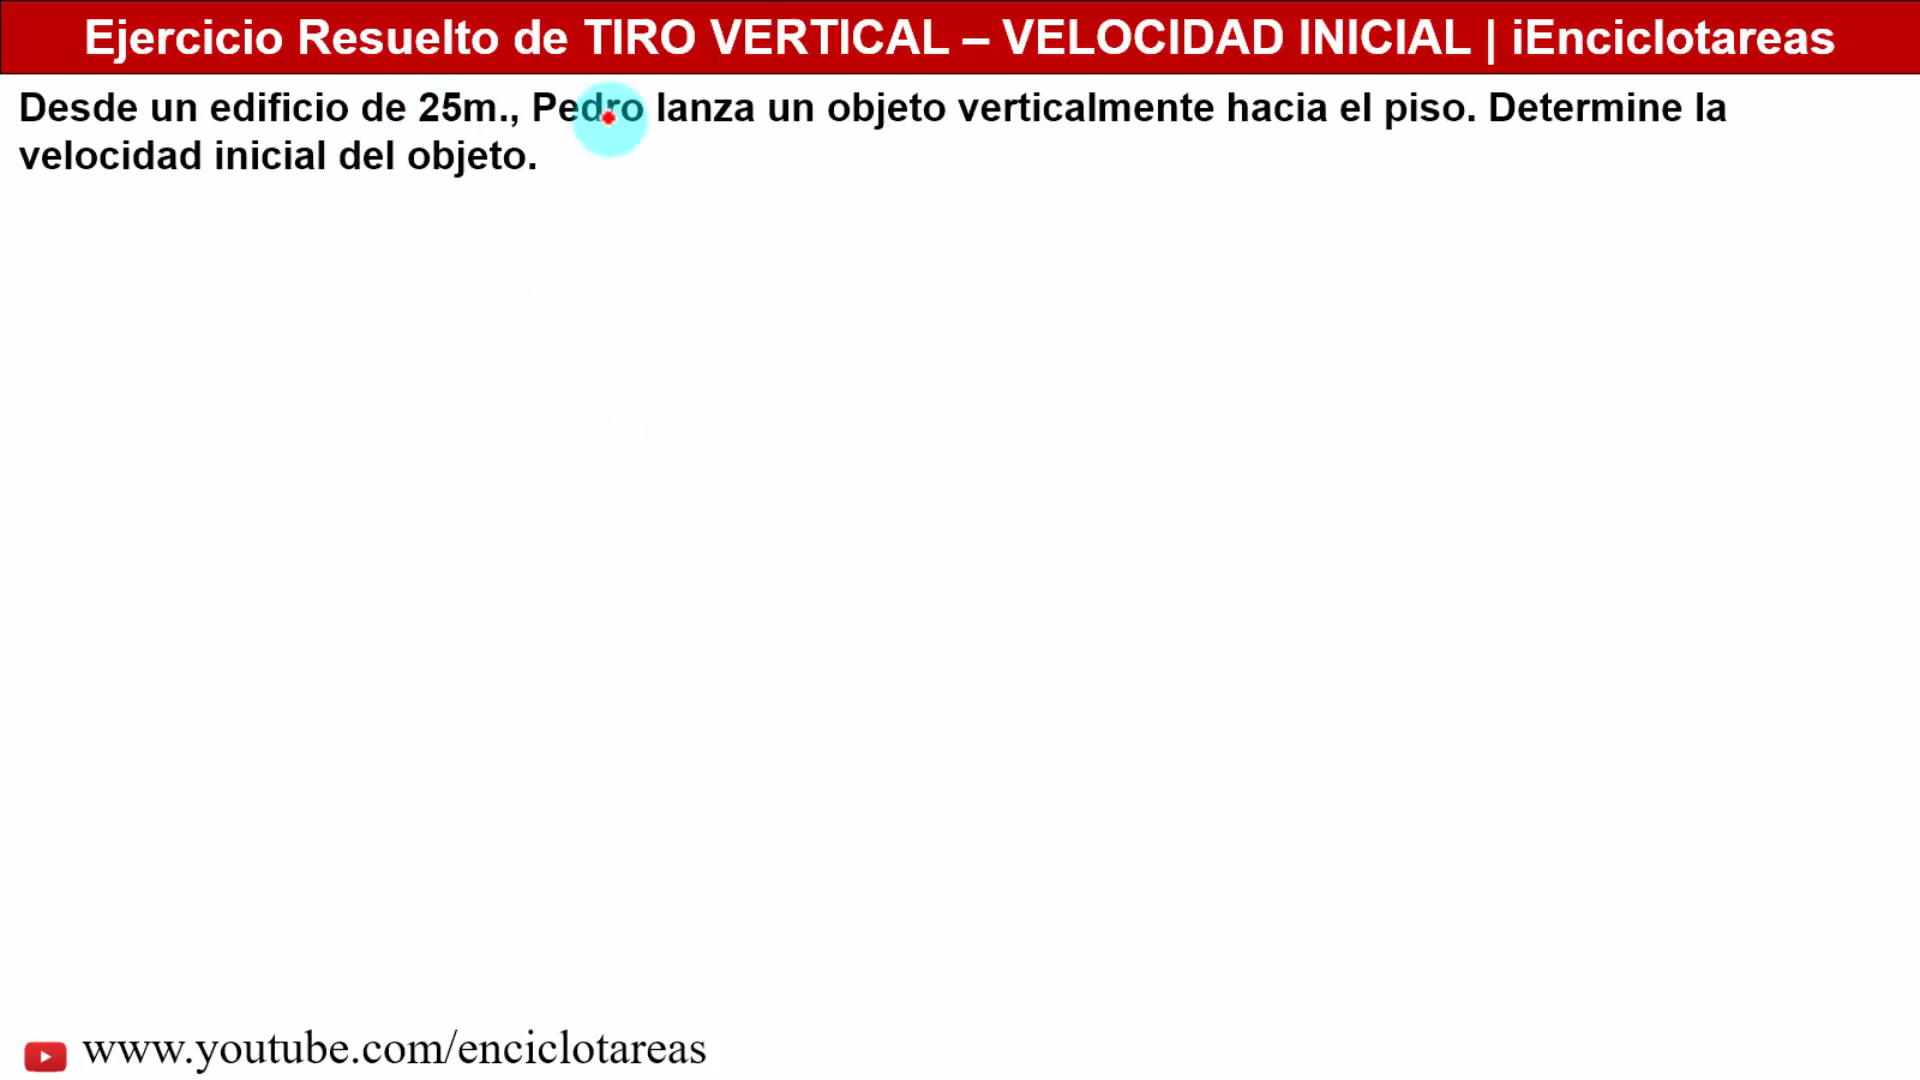 Ejercicio Resuelto de TIRO VERTICAL – VELOCIDAD INICIAL | iEnciclotareas
Desde un edificio de 25m., Pedro lanza un objeto verticalmente hacia el piso. Determine la
velocidad inicial del objeto.
www.youtube.com/enciclotareas